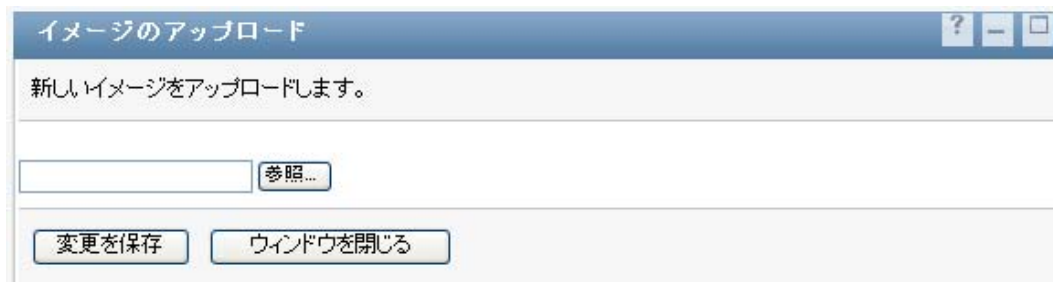 イメージのアップロード
?
新しいイメージをアップロードします。
参照...
変更を保存 ウィンドウを閉じる